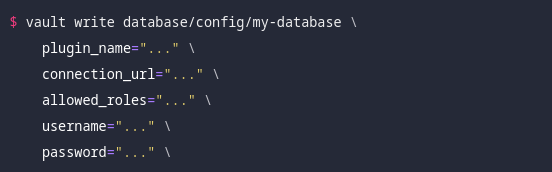 $ vault write database/config/my-database \
plugin_name="..." \
connection_url="..." \
allowed_roles="..." \
username="..." \
password="..." \